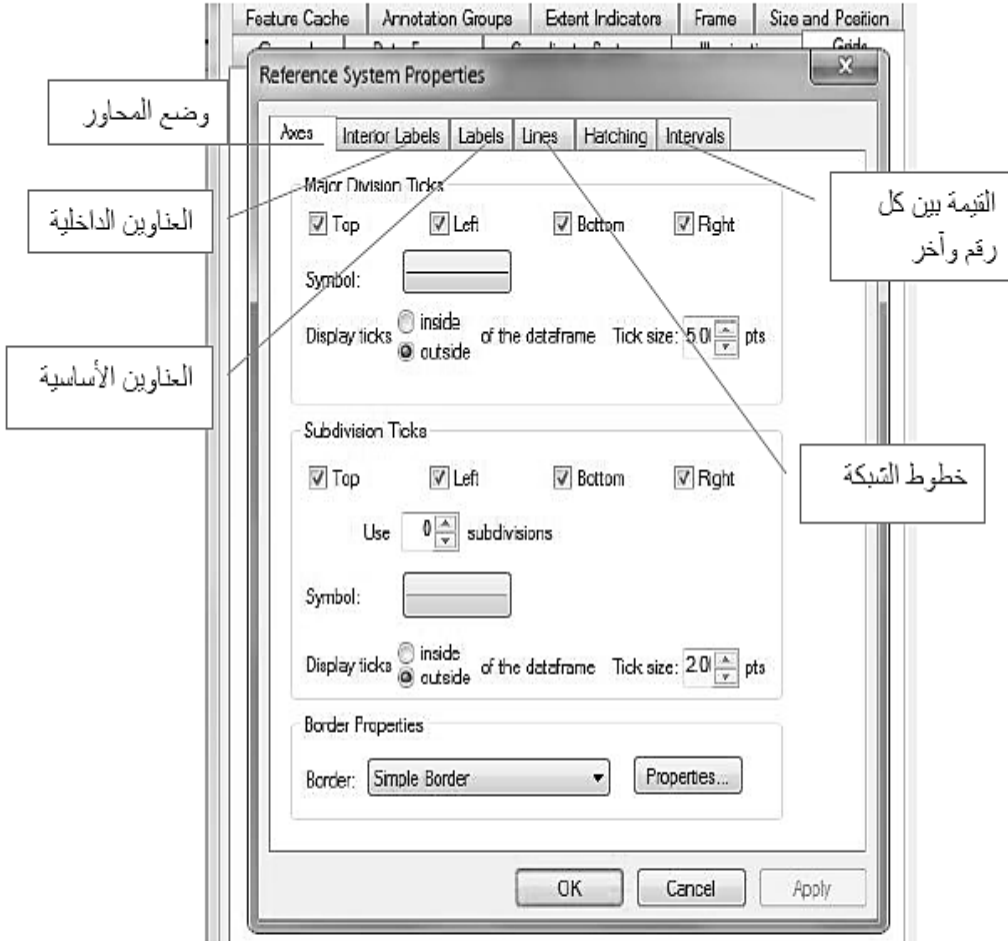 Feature Cache Annotation Groups Extent Indicators Frame Size and Position
Grids
Reference System Properties
وضع المحاور
Axes Interior Labels Labels Lines Hatching Intervals
Major Division Ticks
العناوين الداخلية
القيمة بين كل
رقم وآخر
Top Left Bottom Right
Symbol:
Display ticks inside outside of the dataframe Tick size: 5.0 pts
العناوين الأساسية
Subdivision Ticks
خطوط الشبكة
Top Left Bottom Right
Use 0 subdivisions
Symbol:
Display ticks inside outside of the dataframe Tick size: 2.0 pts
Border Properties
Border: Simple Border Properties...
OK Cancel Apply